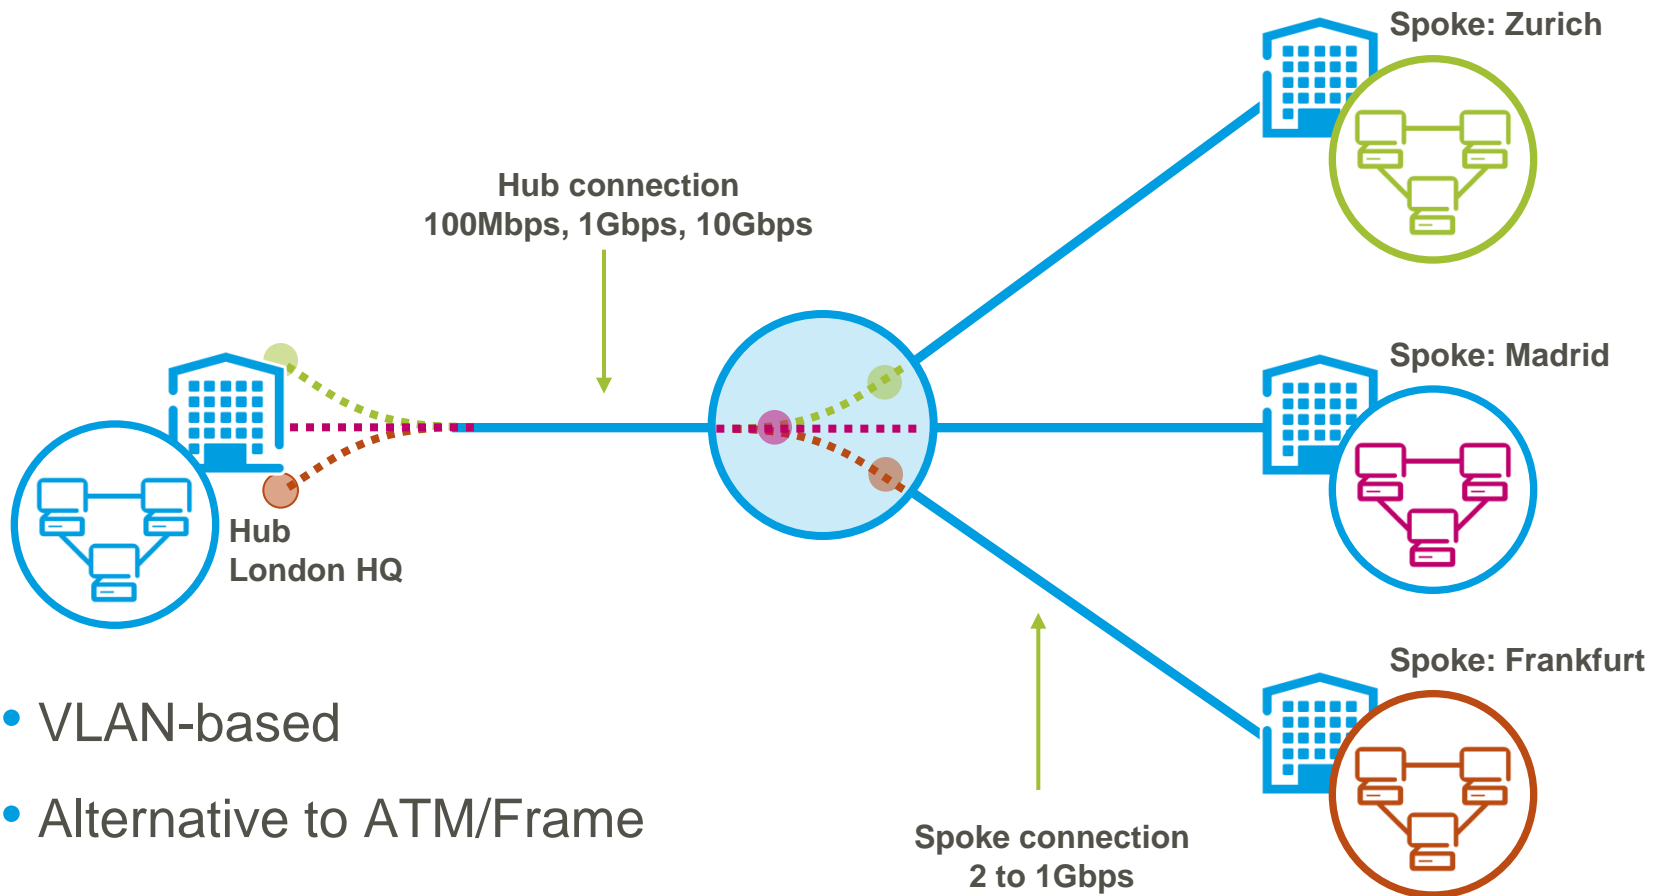 Spoke: Zurich
Hub connection
100Mbps, 1Gbps, 10Gbps
Spoke: Madrid
Hub
London HQ
Spoke: Frankfurt
• VLAN-based
• Alternative to ATM/Frame
Spoke connection
2 to 1Gbps